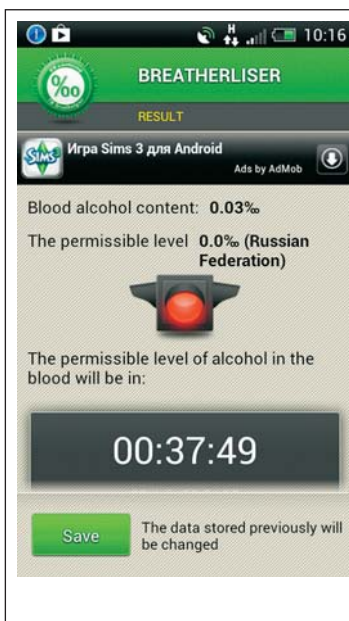 H
10:16
‰
BREATHERLISER
RESULT
SIMS
Игра Sims 3 для Android
Ads by AdMob
Blood alcohol content: 0.03‰
The permissible level 0.0‰ (Russian
Federation)
The permissible level of alcohol in the
blood will be in:
00:37:49
Save
The data stored previously will
be changed